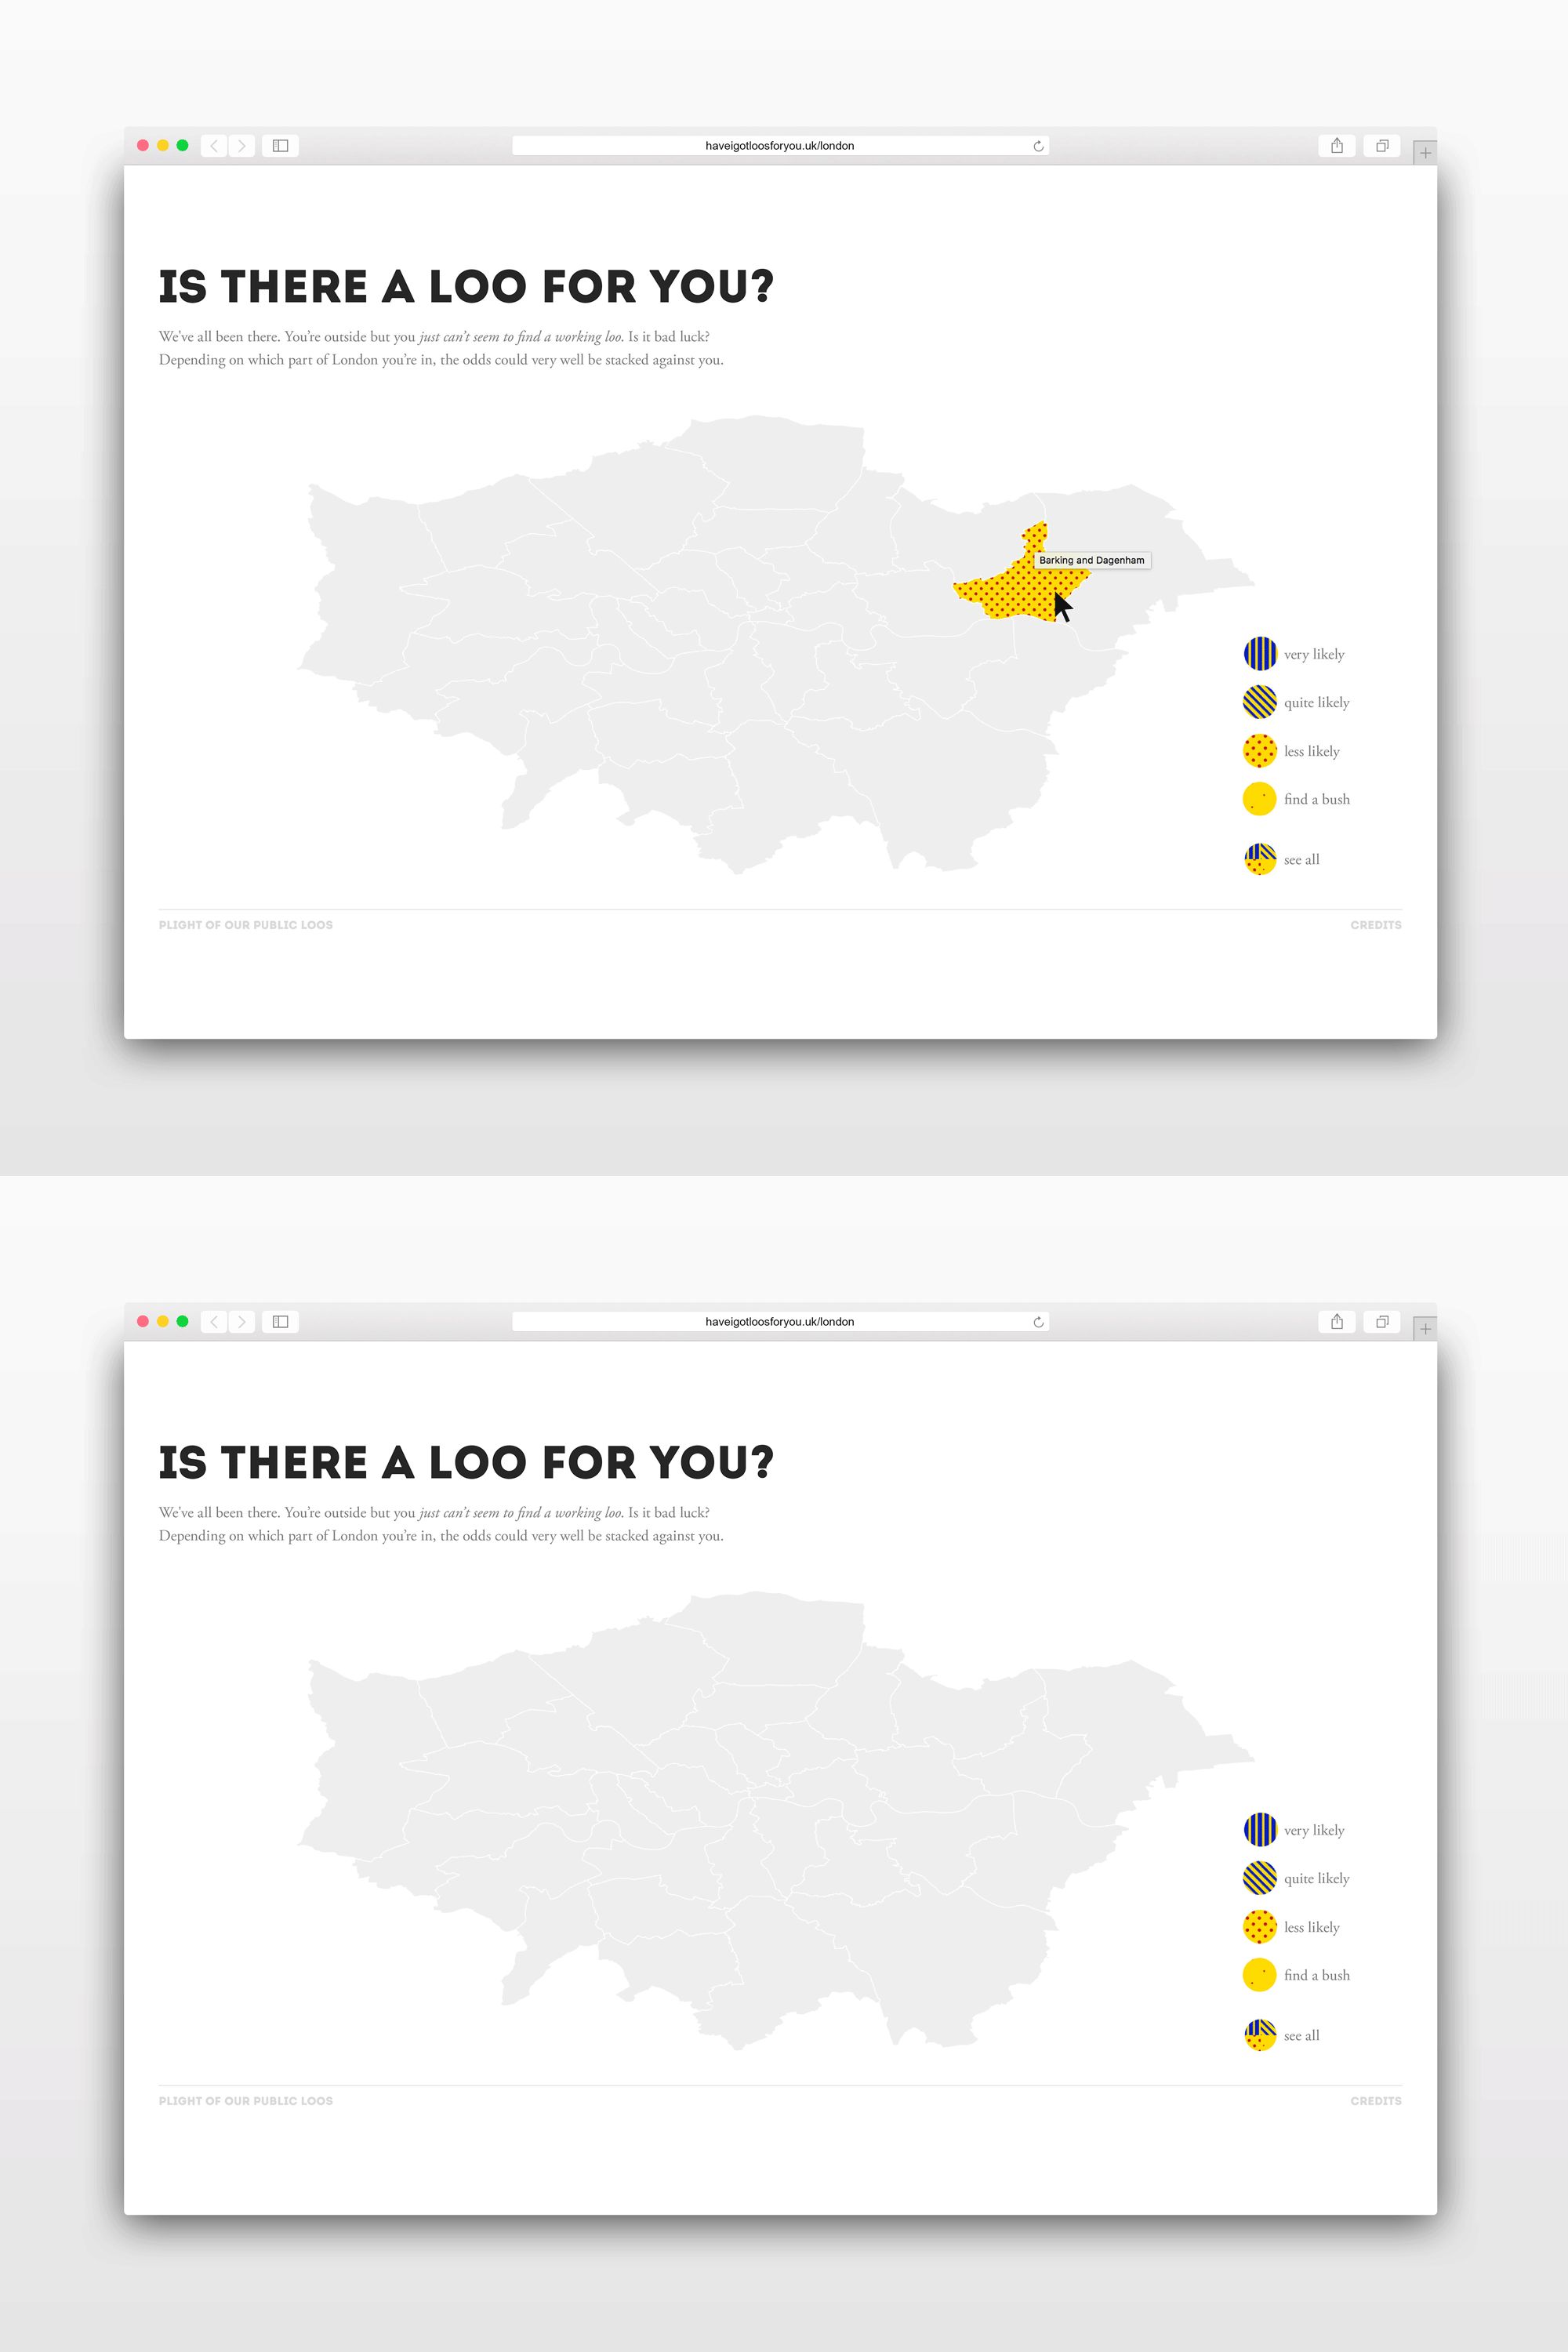 haveigotloosforyou.uk/london
IS THERE A LOO FOR YOU?
We've all been there. You're outside but you just can't seem to find a working loo. Is it bad luck?
Depending on which part of London you're in, the odds could very well be stacked against you.
Barking and Dagenham
very likely
quite likely
less likely
find a bush
see all
PLIGHT OF OUR PUBLIC LOOS
CREDITS
haveigotloosforyou.uk/london
IS THERE A LOO FOR YOU?
We've all been there. You're outside but you just can't seem to find a working loo. Is it bad luck?
Depending on which part of London you're in, the odds could very well be stacked against you.
very likely
quite likely
less likely
find a bush
see all
PLIGHT OF OUR PUBLIC LOOS
CREDITS